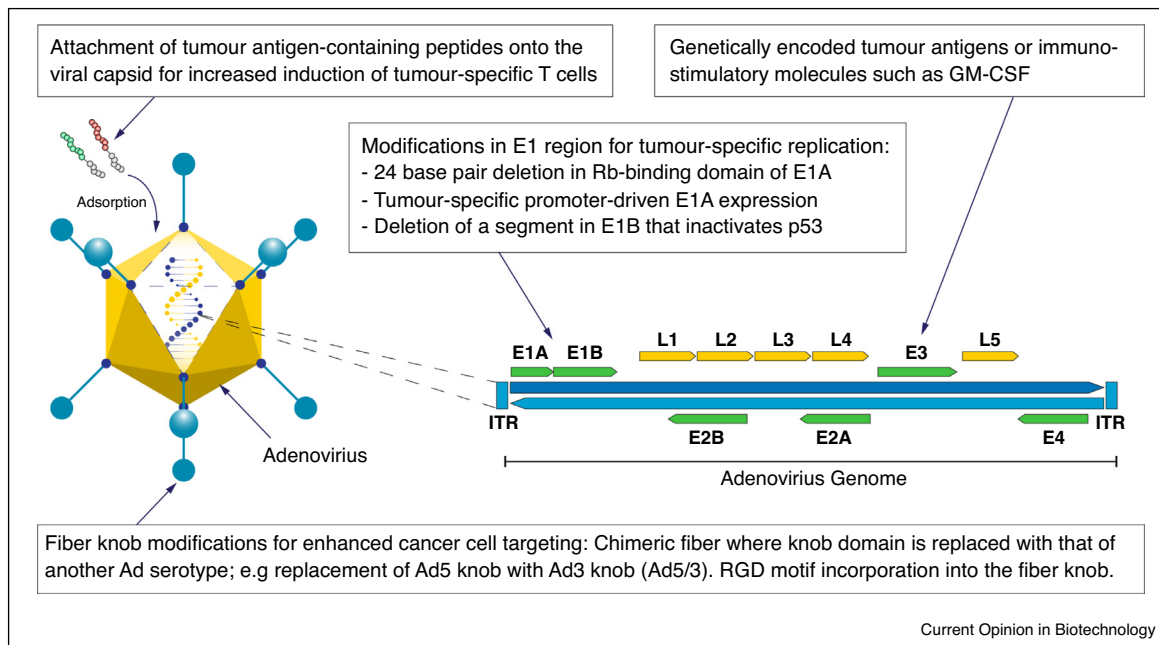 Attachment of tumour antigen-containing peptides onto the
viral capsid for increased induction of tumour-specific T cells
Genetically encoded tumour antigens or immuno-
stimulatory molecules such as GM-CSF
Modifications in E1 region for tumour-specific replication:
- 24 base pair deletion in Rb-binding domain of E1A
- Tumour-specific promoter-driven E1A expression
- Deletion of a segment in E1B that inactivates p53
Adsorption
L1 L2 L3 L4 L5
E1A E1B E3
ITR ITR
E2B E2A E4
Adenovirius
Adenovirius Genome
Fiber knob modifications for enhanced cancer cell targeting: Chimeric fiber where knob domain is replaced with that of
another Ad serotype; e.g replacement of Ad5 knob with Ad3 knob (Ad5/3). RGD motif incorporation into the fiber knob.
Current Opinion in Biotechnology